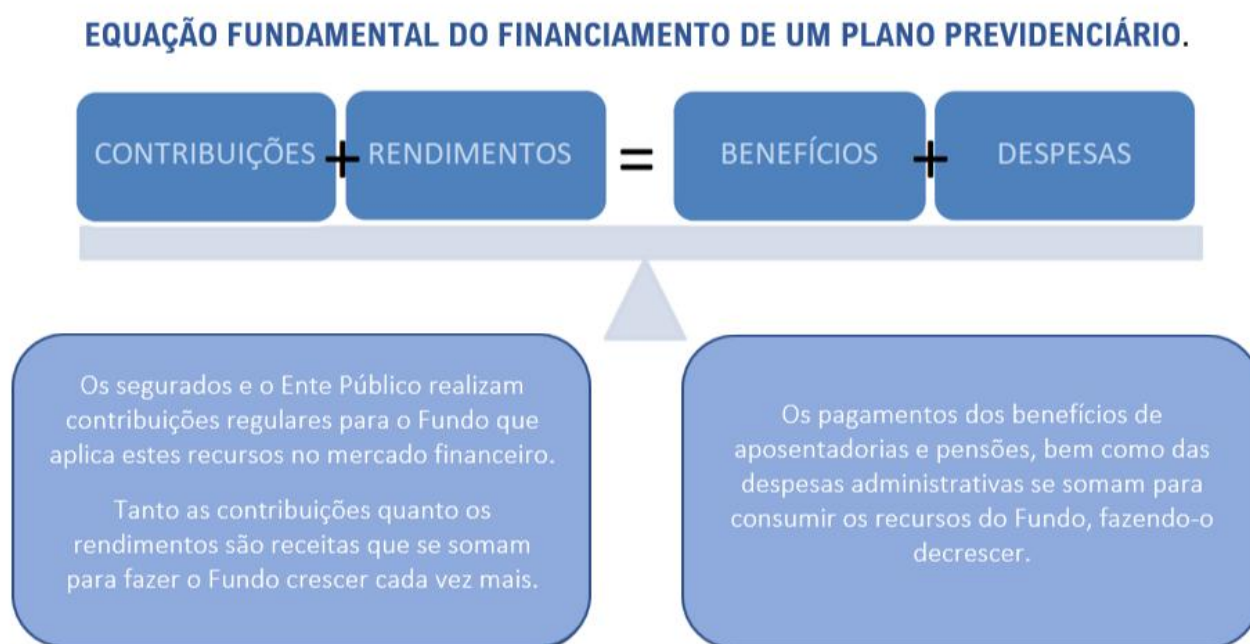 EQUAÇÃO FUNDAMENTAL DO FINANCIAMENTO DE UM PLANO PREVIDENCIÁRIO.
CONTRIBUIÇÕES + RENDIMENTOS = BENEFÍCIOS + DESPESAS
Os segurados e o Ente Público realizam
contribuições regulares para o Fundo que
aplica estes recursos no mercado financeiro.
Tanto as contribuições quanto os
rendimentos são receitas que se somam
para fazer o Fundo crescer cada vez mais.
Os pagamentos dos benefícios de
aposentadorias e pensões, bem como das
despesas administrativas se somam para
consumir os recursos do Fundo, fazendo-o
decrescer.